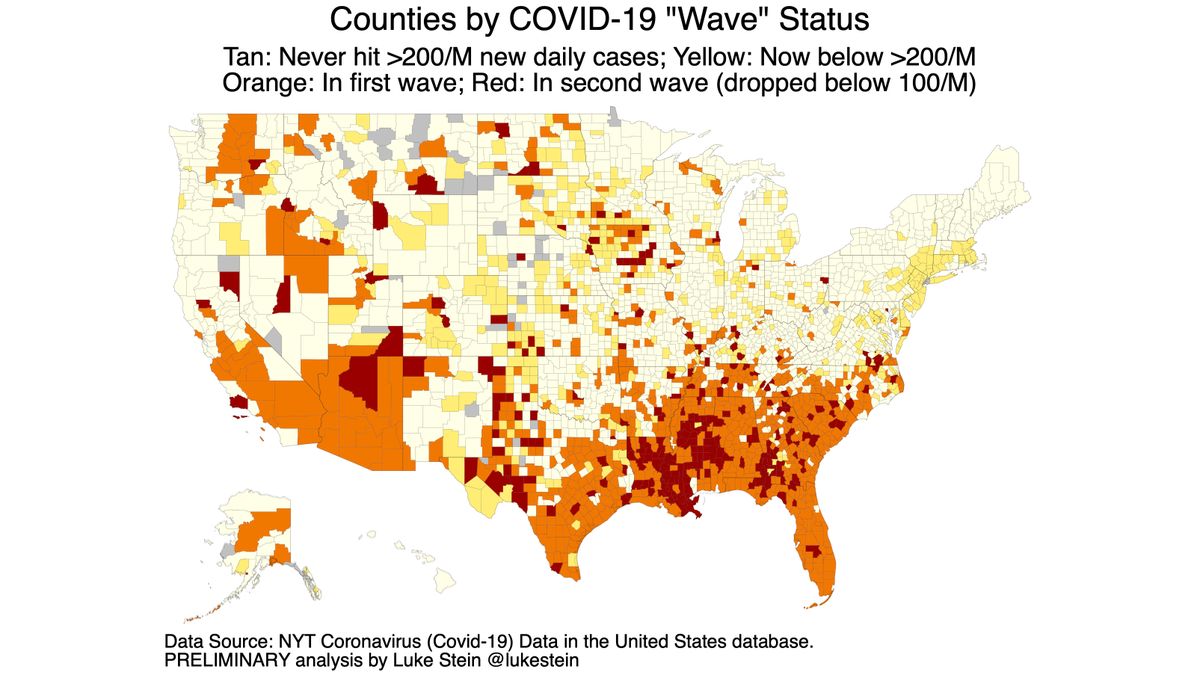 Counties by COVID-19 "Wave" Status
Tan: Never hit >200/M new daily cases; Yellow: Now below >200/M
Orange: In first wave; Red: In second wave (dropped below 100/M)
Data Source: NYT Coronavirus (Covid-19) Data in the United States database.
PRELIMINARY analysis by Luke Stein @lukestein